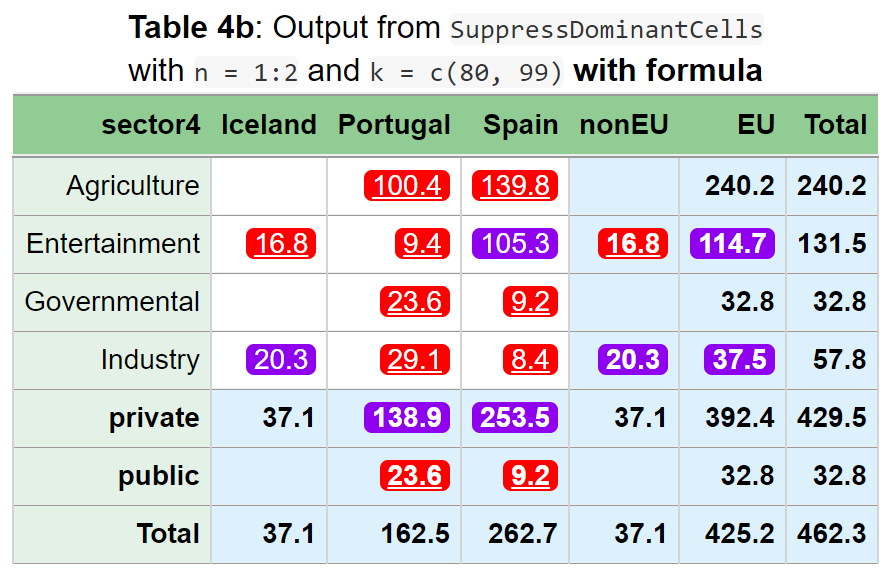 Table 4b: Output from SuppressDominantCells
with n = 1:2 and k = c(80, 99) with formula
sector4 Iceland Portugal Spain nonEU EU Total
Agriculture 100.4 139.8 240.2 240.2
Entertainment 16.8 9.4 105.3 16.8 114.7 131.5
Governmental 23.6 9.2 32.8 32.8
Industry 20.3 29.1 8.4 20.3 37.5 57.8
private 37.1 138.9 253.5 37.1 392.4 429.5
public 23.6 9.2 32.8 32.8
Total 37.1 162.5 262.7 37.1 425.2 462.3